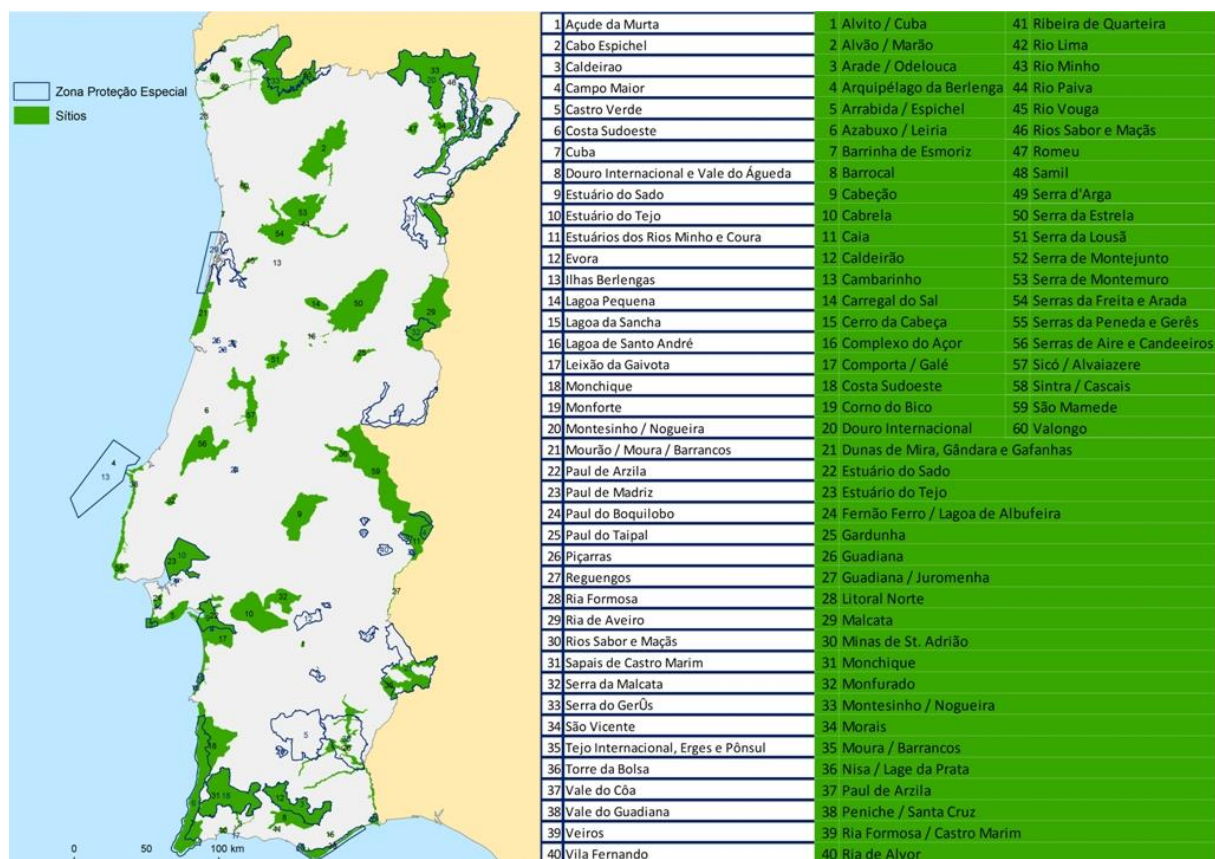 Zona Proteção Especial
Sítios
0 50 100 km
1 Açude da Murta
2 Cabo Espichel
3 Caldeirao
4 Campo Maior
5 Castro Verde
6 Costa Sudoeste
7 Cuba
8 Douro Internacional e Vale do Águeda
9 Estuário do Sado
10 Estuário do Tejo
11 Estuários dos Rios Minho e Coura
12 Evora
13 Ilhas Berlengas
14 Lagoa Pequena
15 Lagoa da Sancha
16 Lagoa de Santo André
17 Leixão da Gaivota
18 Monchique
19 Monforte
20 Montesinho / Nogueira
21 Mourão / Moura / Barrancos
22 Paul de Arzila
23 Paul de Madriz
24 Paul do Boquilobo
25 Paul do Taipal
26 Piçarras
27 Reguengos
28 Ria Formosa
29 Ria de Aveiro
30 Rios Sabor e Maçãs
31 Sapais de Castro Marim
32 Serra da Malcata
33 Serra do GerÛs
34 São Vicente
35 Tejo Internacional, Erges e Pônsul
36 Torre da Bolsa
37 Vale do Côa
38 Vale do Guadiana
39 Veiros
40 Vila Fernando
1 Alvito / Cuba
2 Alvão / Marão
3 Arade / Odelouca
4 Arquipélago da Berlenga
5 Arrabida / Espichel
6 Azabuxo / Leiria
7 Barrinha de Esmoriz
8 Barrocal
9 Cabeção
10 Cabrela
11 Caia
12 Caldeirão
13 Cambarinho
14 Carregal do Sal
15 Cerro da Cabeça
16 Complexo do Açor
17 Comporta / Galé
18 Costa Sudoeste
19 Corno do Bico
20 Douro Internacional
21 Dunas de Mira, Gândara e Gafanhas
22 Estuário do Sado
23 Estuário do Tejo
24 Fernão Ferro / Lagoa de Albufeira
25 Gardunha
26 Guadiana
27 Guadiana / Juromenha
28 Litoral Norte
29 Malcata
30 Minas de St. Adrião
31 Monchique
32 Monfurado
33 Montesinho / Nogueira
34 Morais
35 Moura / Barrancos
36 Nisa / Lage da Prata
37 Paul de Arzila
38 Peniche / Santa Cruz
39 Ria Formosa / Castro Marim
40 Ria de Alvor
41 Ribeira de Quarteira
42 Rio Lima
43 Rio Minho
44 Rio Paiva
45 Rio Vouga
46 Rios Sabor e Maçãs
47 Romeu
48 Samil
49 Serra d'Arga
50 Serra da Estrela
51 Serra da Lousã
52 Serra de Montejunto
53 Serra de Montemuro
54 Serras da Freita e Arada
55 Serras da Peneda e Gerês
56 Serras de Aire e Candeeiros
57 Sicó / Alvaiazere
58 Sintra / Cascais
59 São Mamede
60 Valongo